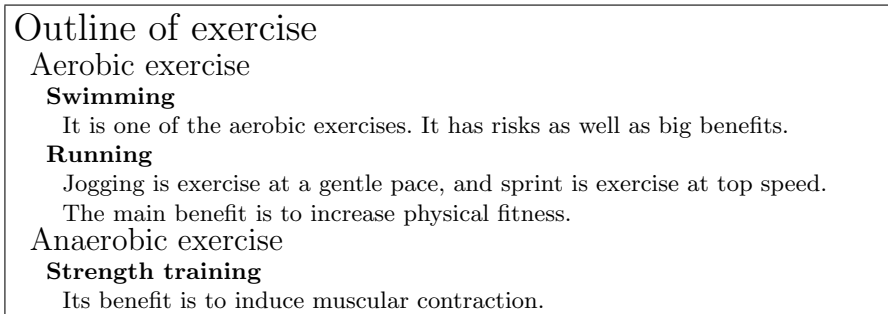 Outline of exercise
Aerobic exercise
Swimming
It is one of the aerobic exercises. It has risks as well as big benefits.
Running
Jogging is exercise at a gentle pace, and sprint is exercise at top speed.
The main benefit is to increase physical fitness.
Anaerobic exercise
Strength training
Its benefit is to induce muscular contraction.